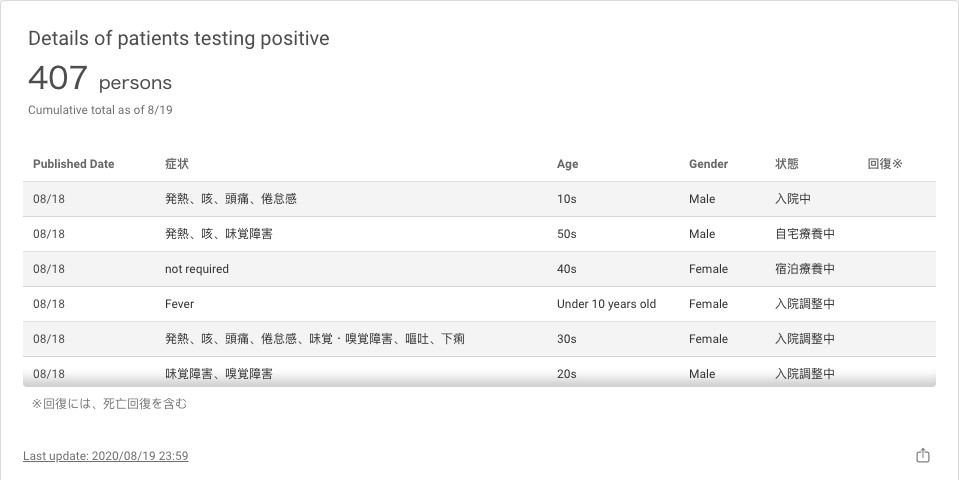 Details of patients testing positive
407 persons
Cumulative total as of 8/19
Published Date 症状 Age Gender 状態 回復※
08/18 発熱、咳、頭痛、倦怠感 10s Male 入院中
08/18 発熱、咳、味覚障害 50s Male 自宅療養中
08/18 not required 40s Female 宿泊療養中
08/18 Fever Under 10 years old Female 入院調整中
08/18 発熱、咳、頭痛、倦怠感、味覚・嗅覚障害、嘔吐、下痢 30s Female 入院調整中
08/18 味覚障害、嗅覚障害 20s Male 入院調整中
※回復には、死亡回復を含む
Last update: 2020/08/19 23:59